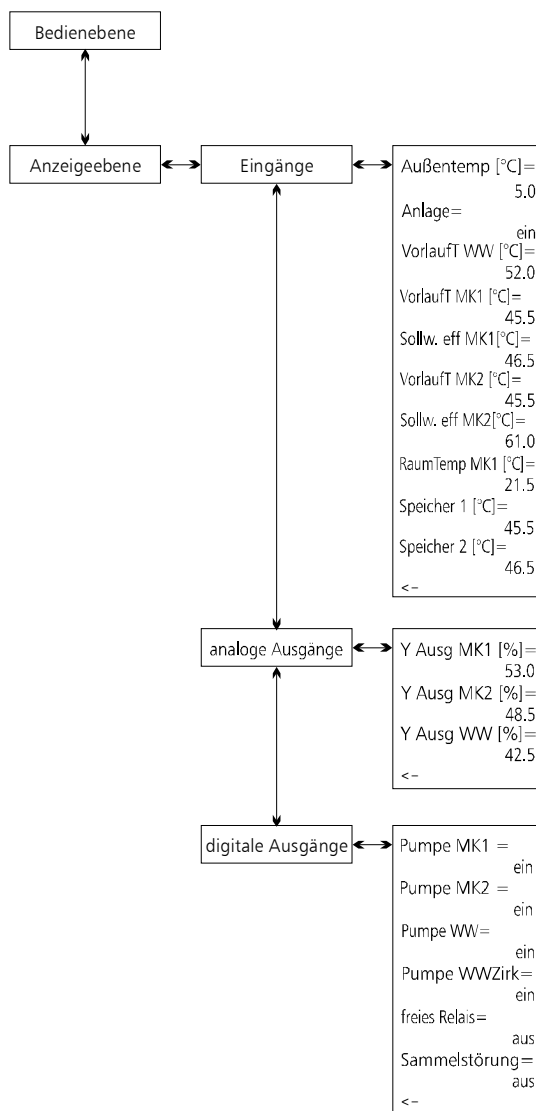 Bedienebene
Anzeigeebene
Eingänge
Außentemp [°C]=
5.0
Anlage=
ein
VorlaufT WW [°C]=
52.0
VorlaufT MK1 [°C]=
45.5
Sollw. eff MK1[°C]=
46.5
VorlaufT MK2 [°C]=
45.5
Sollw. eff MK2[°C]=
61.0
RaumTemp MK1 [°C]=
21.5
Speicher 1 [°C]=
45.5
Speicher 2 [°C]=
46.5
<-
analoge Ausgänge
Y Ausg MK1 [%]=
53.0
Y Ausg MK2 [%]=
48.5
Y Ausg WW [%]=
42.5
<-
digitale Ausgänge
Pumpe MK1 =
ein
Pumpe MK2 =
ein
Pumpe WW=
ein
Pumpe WWZirk=
ein
freies Relais=
aus
Sammelstörung=
aus
<-